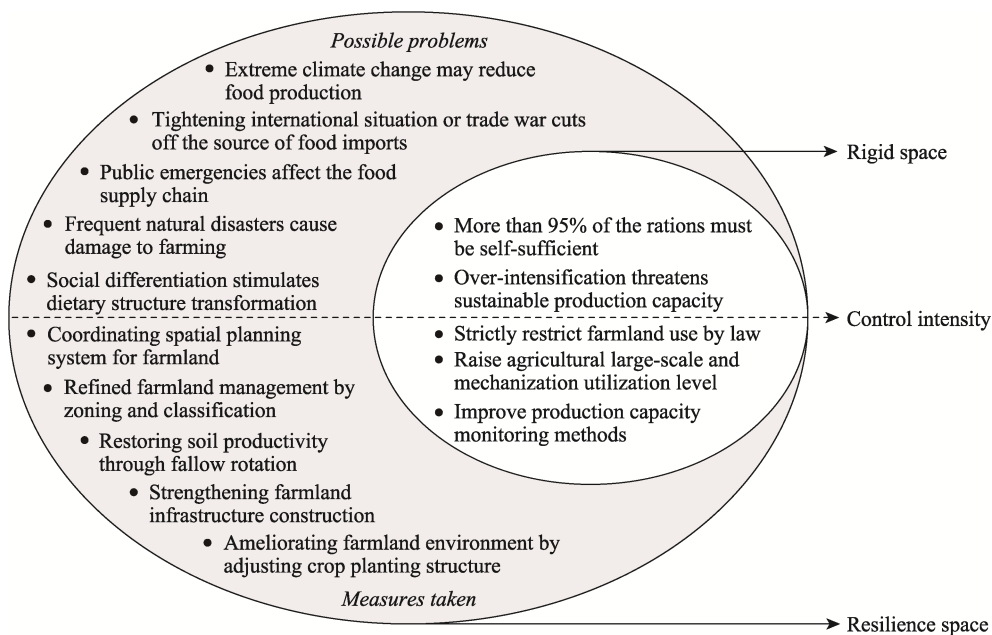 Possible problems
• Extreme climate change may reduce
food production
• Tightening international situation or trade war cuts
off the source of food imports
• Public emergencies affect the food
supply chain
• Frequent natural disasters cause
damage to farming
• Social differentiation stimulates
dietary structure transformation
• Coordinating spatial planning
system for farmland
• Refined farmland management by
zoning and classification
• Restoring soil productivity
through fallow rotation
• Strengthening farmland
infrastructure construction
• Ameliorating farmland environment by
adjusting crop planting structure
Measures taken
• More than 95% of the rations must
be self-sufficient
• Over-intensification threatens
sustainable production capacity
• Strictly restrict farmland use by law
• Raise agricultural large-scale and
mechanization utilization level
• Improve production capacity
monitoring methods
Rigid space
Control intensity
Resilience space